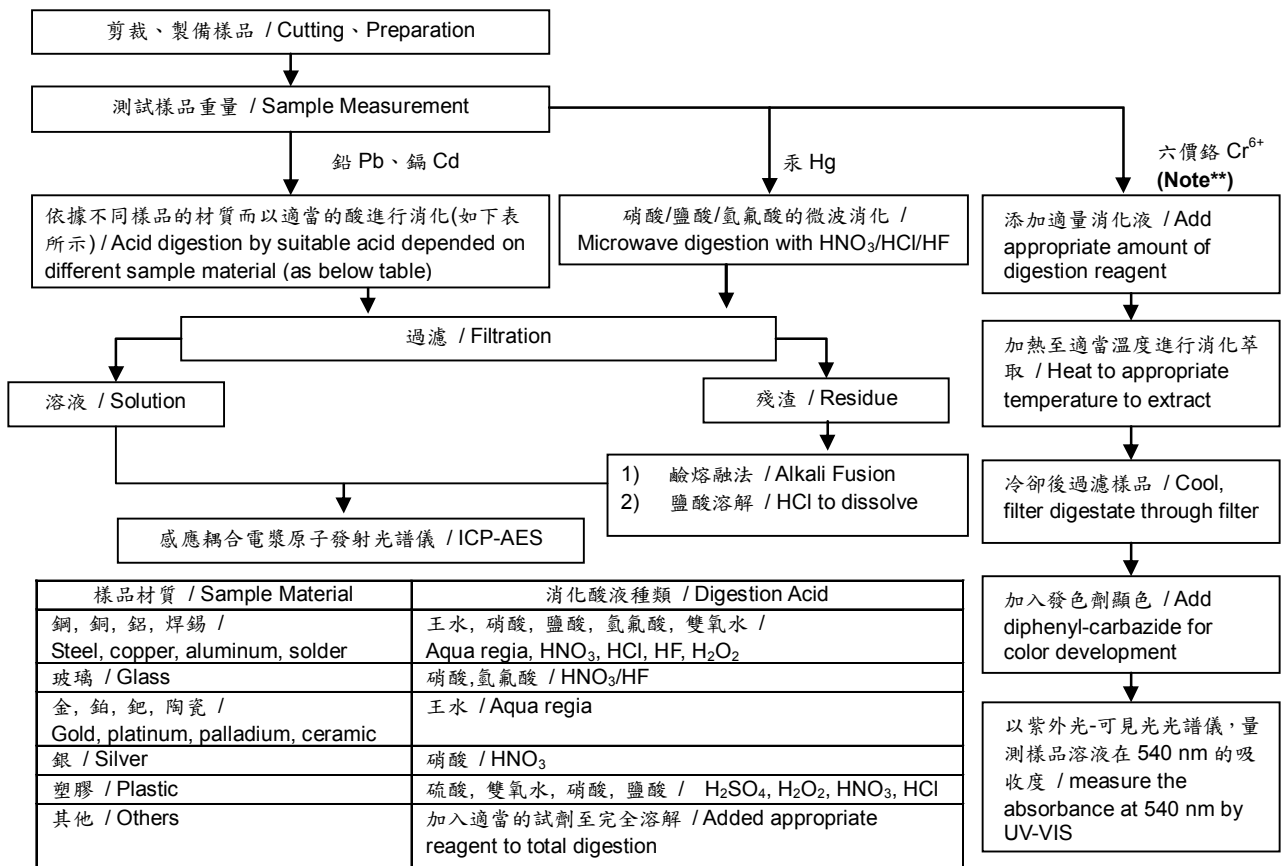 剪裁、製備樣品 / Cutting、Preparation
測試樣品重量 / Sample Measurement
鉛 Pb、鎘 Cd
汞 Hg
六價鉻 Cr⁶⁺
(Note**)
依據不同樣品的材質而以適當的酸進行消化(如下表
所示) / Acid digestion by suitable acid depended on
different sample material (as below table)
硝酸/鹽酸/氫氟酸的微波消化 /
Microwave digestion with HNO₃/HCl/HF
添加適量消化液 / Add
appropriate amount of
digestion reagent
過濾 / Filtration
加熱至適當溫度進行消化萃
取 / Heat to appropriate
temperature to extract
溶液 / Solution
殘渣 / Residue
1) 鹼熔融法 / Alkali Fusion
2) 鹽酸溶解 / HCl to dissolve
冷卻後過濾樣品 / Cool,
filter digestate through filter
感應耦合電漿原子發射光譜儀 / ICP-AES
加入發色劑顯色 / Add
diphenyl-carbazide for
color development
以紫外光-可見光光譜儀，量
測樣品溶液在 540 nm 的吸
收度 / measure the
absorbance at 540 nm by
UV-VIS
樣品材質 / Sample Material 消化酸液種類 / Digestion Acid
鋼, 銅, 鋁, 焊錫 / 王水, 硝酸, 鹽酸, 氫氟酸, 雙氧水 /
Steel, copper, aluminum, solder Aqua regia, HNO₃, HCl, HF, H₂O₂
玻璃 / Glass 硝酸,氫氟酸 / HNO₃/HF
金, 鉑, 鈀, 陶瓷 / 王水 / Aqua regia
Gold, platinum, palladium, ceramic
銀 / Silver 硝酸 / HNO₃
塑膠 / Plastic 硫酸, 雙氧水, 硝酸, 鹽酸 / H₂SO₄, H₂O₂, HNO₃, HCl
其他 / Others 加入適當的試劑至完全溶解 / Added appropriate
reagent to total digestion